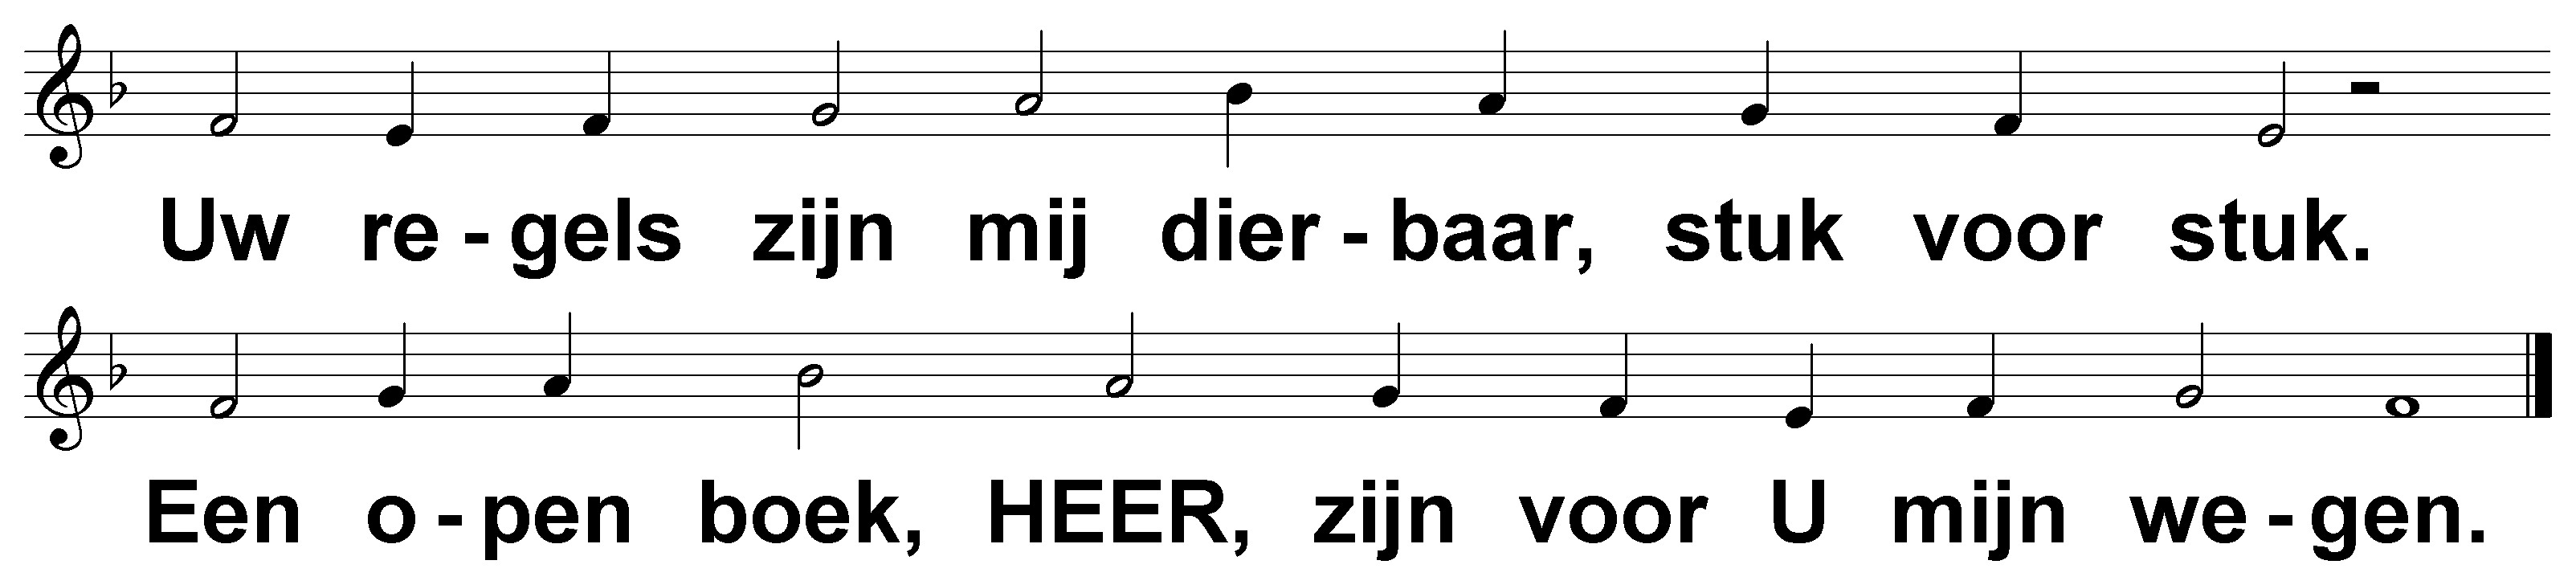 Uw re - gels zijn mij dier - baar, stuk voor stuk.
Een o - pen boek, HEER, zijn voor U mijn we - gen.